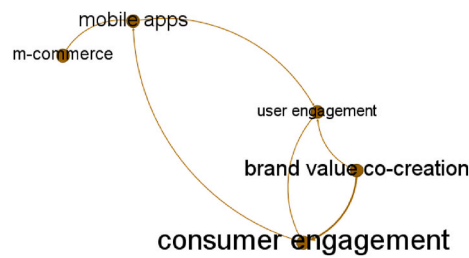 mobile apps
m-commerce
user engagement
brand value co-creation
consumer engagement